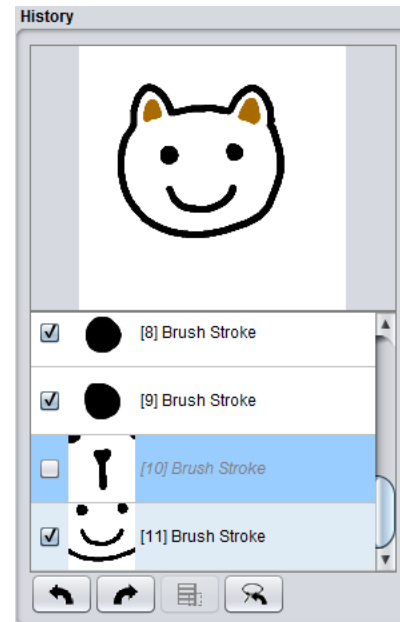 History
[8] Brush Stroke
[9] Brush Stroke
[10] Brush Stroke
[11] Brush Stroke